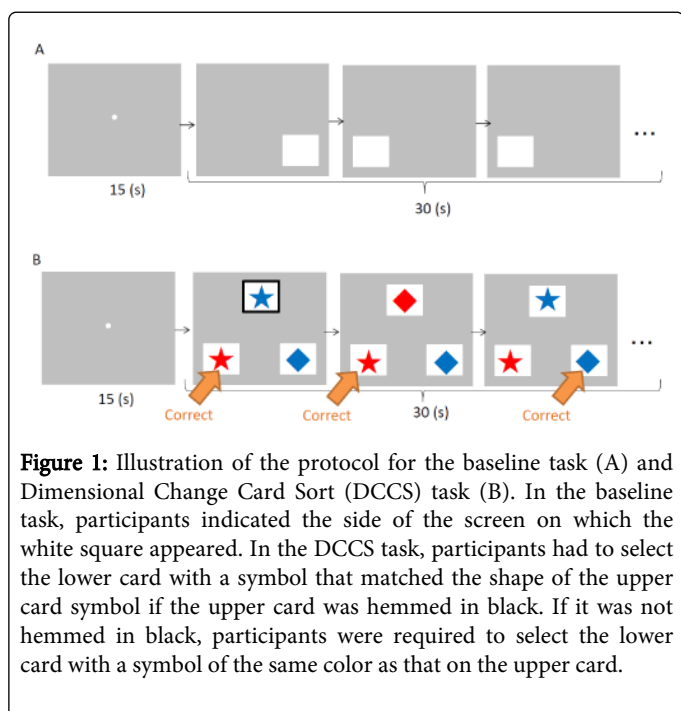 A
15 (s)
30 (s)
...
B
15 (s)
Correct
Correct
30 (s)
Correct
...
Figure 1: Illustration of the protocol for the baseline task (A) and
Dimensional Change Card Sort (DCCS) task (B). In the baseline
task, participants indicated the side of the screen on which the
white square appeared. In the DCCS task, participants had to select
the lower card with a symbol that matched the shape of the upper
card symbol if the upper card was hemmed in black. If it was not
hemmed in black, participants were required to select the lower
card with a symbol of the same color as that on the upper card.